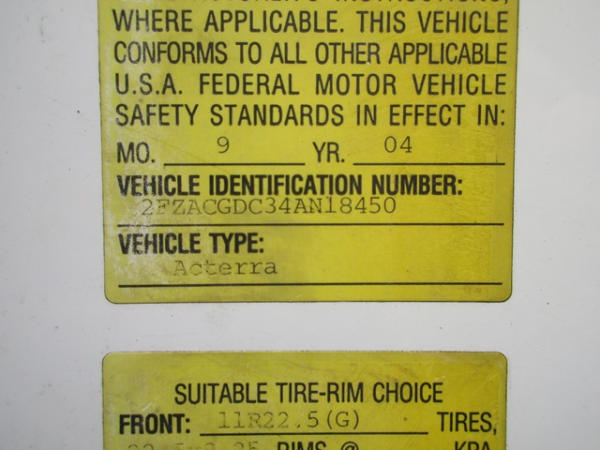 WHERE APPLICABLE. THIS VEHICLE
CONFORMS TO ALL OTHER APPLICABLE
U.S.A. FEDERAL MOTOR VEHICLE
SAFETY STANDARDS IN EFFECT IN:
MO. 9 YR. 04
VEHICLE IDENTIFICATION NUMBER:
2FZACGDC34AN18450
VEHICLE TYPE:
Acterra
SUITABLE TIRE-RIM CHOICE
FRONT: 11R22.5(G) TIRES,
RIMS @ KPA